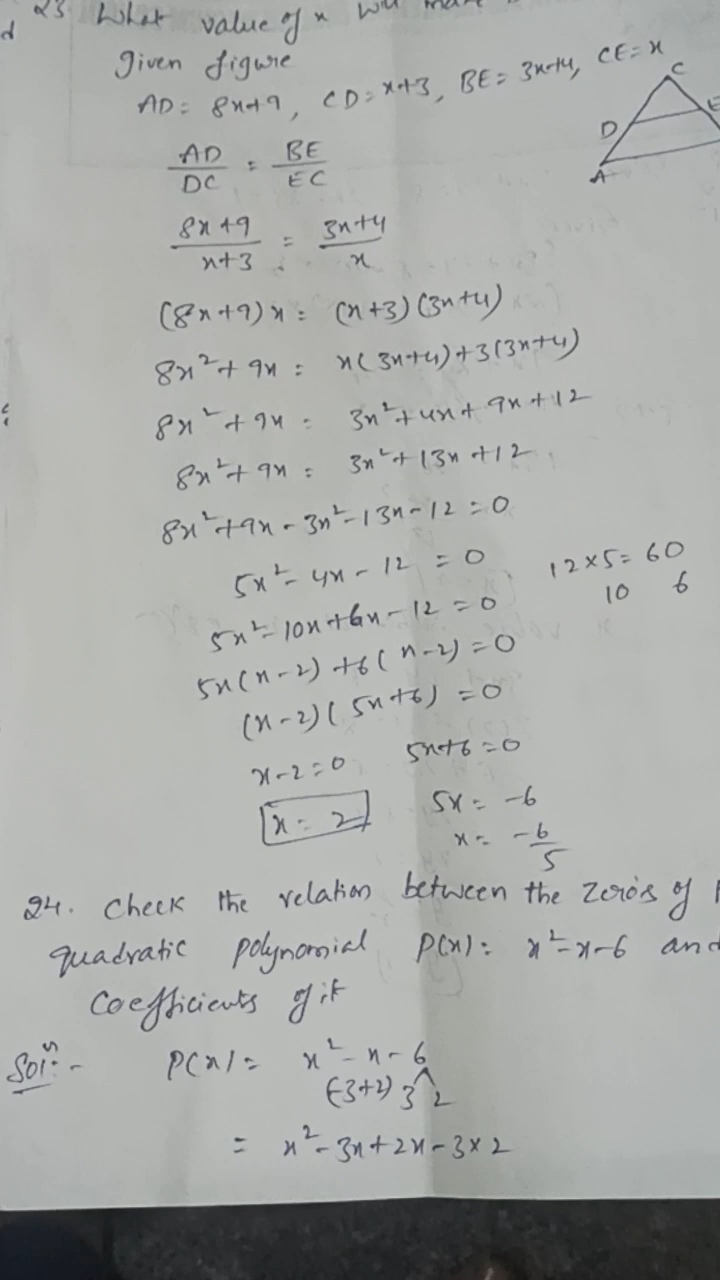 23. What value of x will
given figure
AD = 8x+9, CD = x+3, BE = 3x+4, CE = x
C
D
E
A
AD/DC = BE/EC
8x+9/x+3 = 3x+4/x
(8x+9)x = (x+3)(3x+4)
8x²+9x = x(3x+4)+3(3x+4)
8x²+9x = 3x²+4x+9x+12
8x²+9x = 3x²+13x+12
8x²+9x-3x²-13x-12=0
5x²-4x-12=0
12×5=60
5x²-10x+6x-12=0
10 6
5x(x-2)+6(x-2)=0
(x-2)(5x+6)=0
x-2=0 5x+6=0
x=2 5x=-6
x=-6/5
24. Check the relation between the zero's of
quadratic polynomial P(x) = x²-x-6 and
coefficients of it
Solⁿ:- P(x) = x²-x-6
(-3+2) 3 2
= x²-3x+2x-3×2